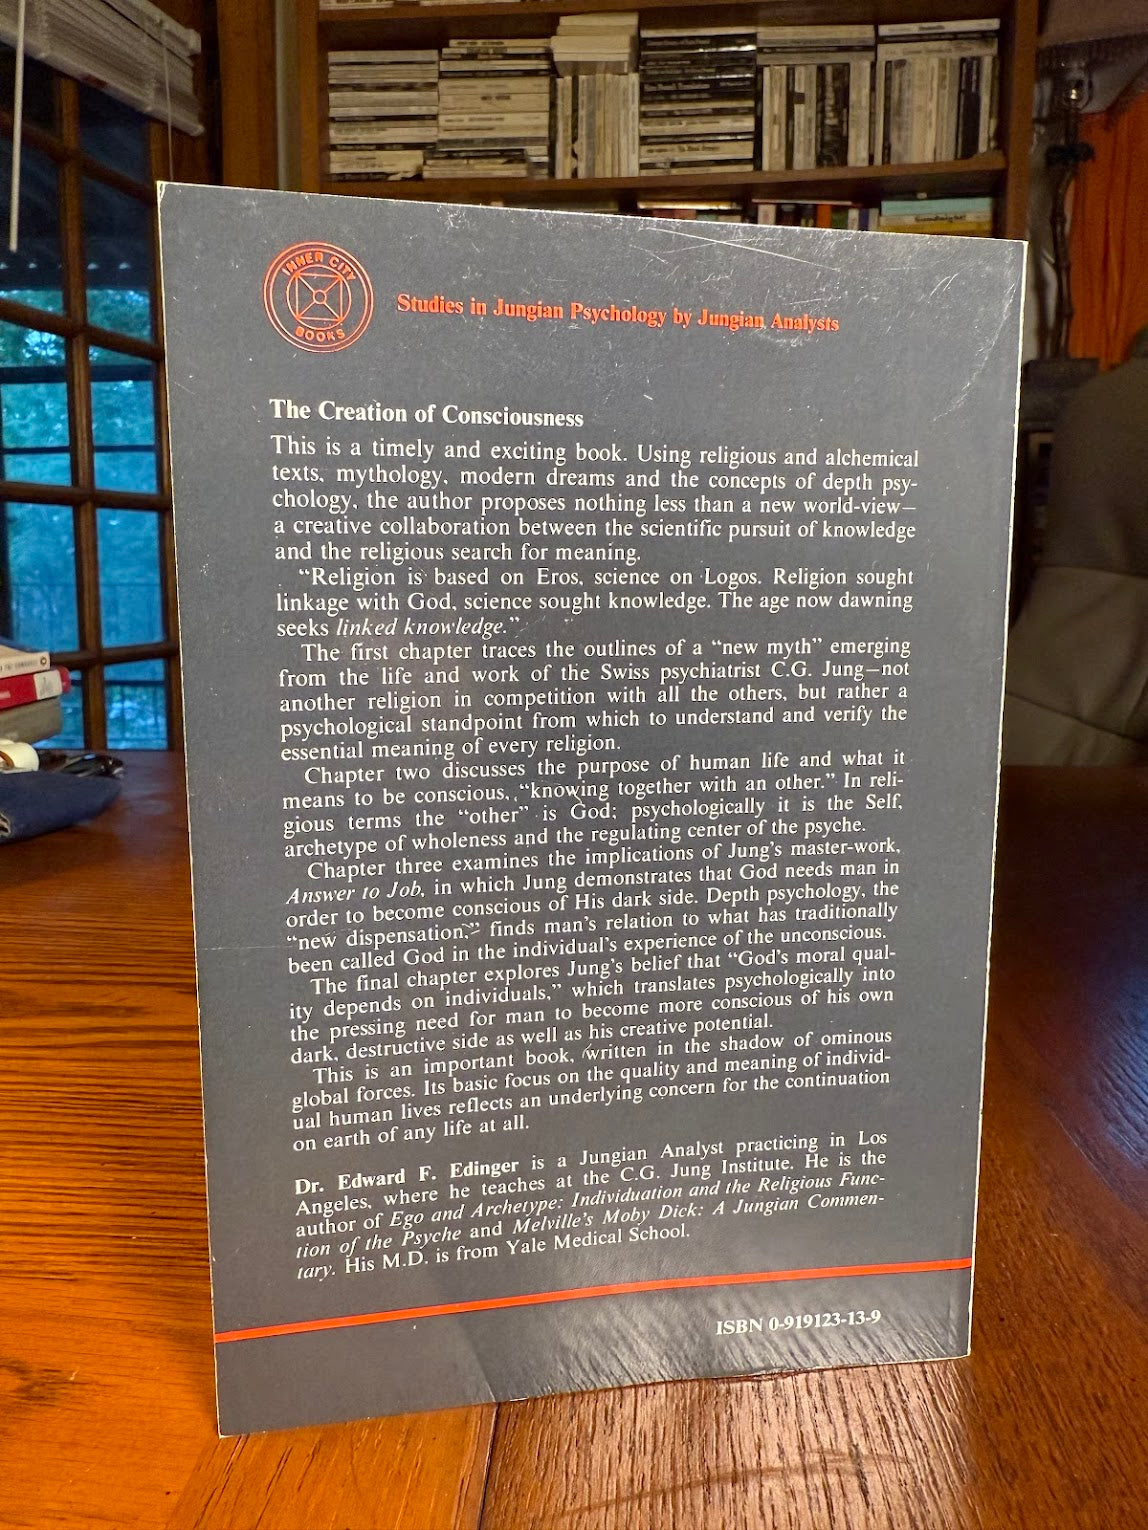 INNER CITY
BOOKS
Studies in Jungian Psychology by Jungian Analysts
The Creation of Consciousness
This is a timely and exciting book. Using religious and alchemical
texts, mythology, modern dreams and the concepts of depth psy-
chology, the author proposes nothing less than a new world-view—
a creative collaboration between the scientific pursuit of knowledge
and the religious search for meaning.
“Religion is based on Eros, science on Logos. Religion sought
linkage with God, science sought knowledge. The age now dawning
seeks linked knowledge.”
The first chapter traces the outlines of a “new myth” emerging
from the life and work of the Swiss psychiatrist C.G. Jung—not
another religion in competition with all the others, but rather a
psychological standpoint from which to understand and verify the
essential meaning of every religion.
Chapter two discusses the purpose of human life and what it
means to be conscious, “knowing together with an other.” In reli-
gious terms the “other” is God; psychologically it is the Self,
archetype of wholeness and the regulating center of the psyche.
Chapter three examines the implications of Jung's master-work,
Answer to Job, in which Jung demonstrates that God needs man in
order to become conscious of His dark side. Depth psychology, the
“new dispensation,” finds man's relation to what has traditionally
been called God in the individual's experience of the unconscious.
The final chapter explores Jung's belief that “God's moral qual-
ity depends on individuals,” which translates psychologically into
the pressing need for man to become more conscious of his own
dark, destructive side as well as his creative potential.
This is an important book, written in the shadow of ominous
global forces. Its basic focus on the quality and meaning of individ-
ual human lives reflects an underlying concern for the continuation
on earth of any life at all.
Dr. Edward F. Edinger is a Jungian Analyst practicing in Los
Angeles, where he teaches at the C.G. Jung Institute. He is the
author of Ego and Archetype: Individuation and the Religious Func-
tion of the Psyche and Melville's Moby Dick: A Jungian Commen-
tary. His M.D. is from Yale Medical School.
ISBN 0-919123-13-9